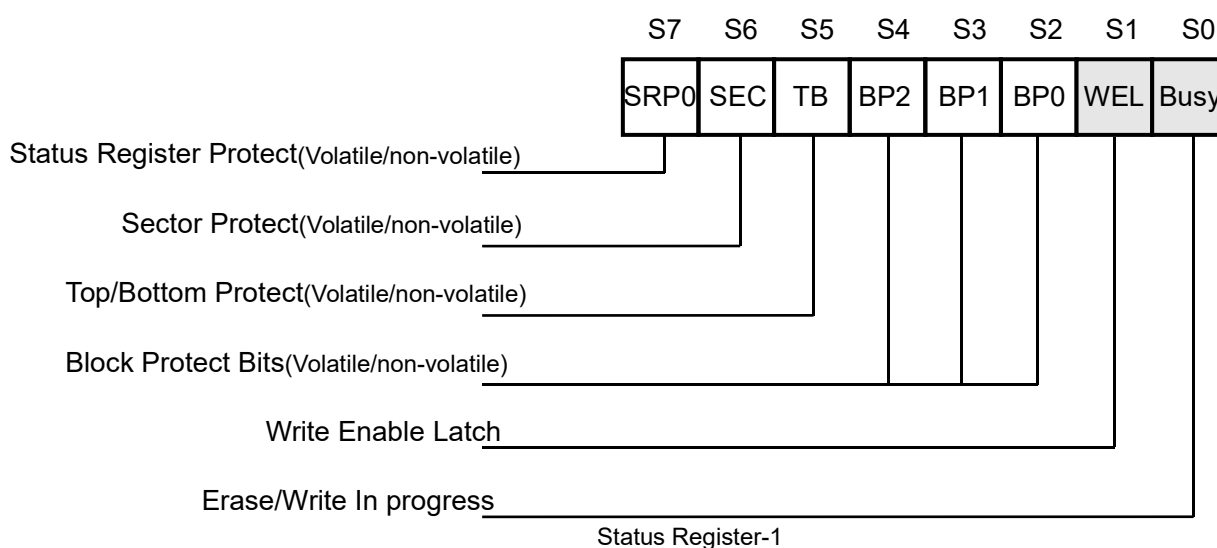 S7 S6 S5 S4 S3 S2 S1 S0
SRP0 SEC TB BP2 BP1 BP0 WEL Busy
Status Register Protect(Volatile/non-volatile)
Sector Protect(Volatile/non-volatile)
Top/Bottom Protect(Volatile/non-volatile)
Block Protect Bits(Volatile/non-volatile)
Write Enable Latch
Erase/Write In progress
Status Register-1